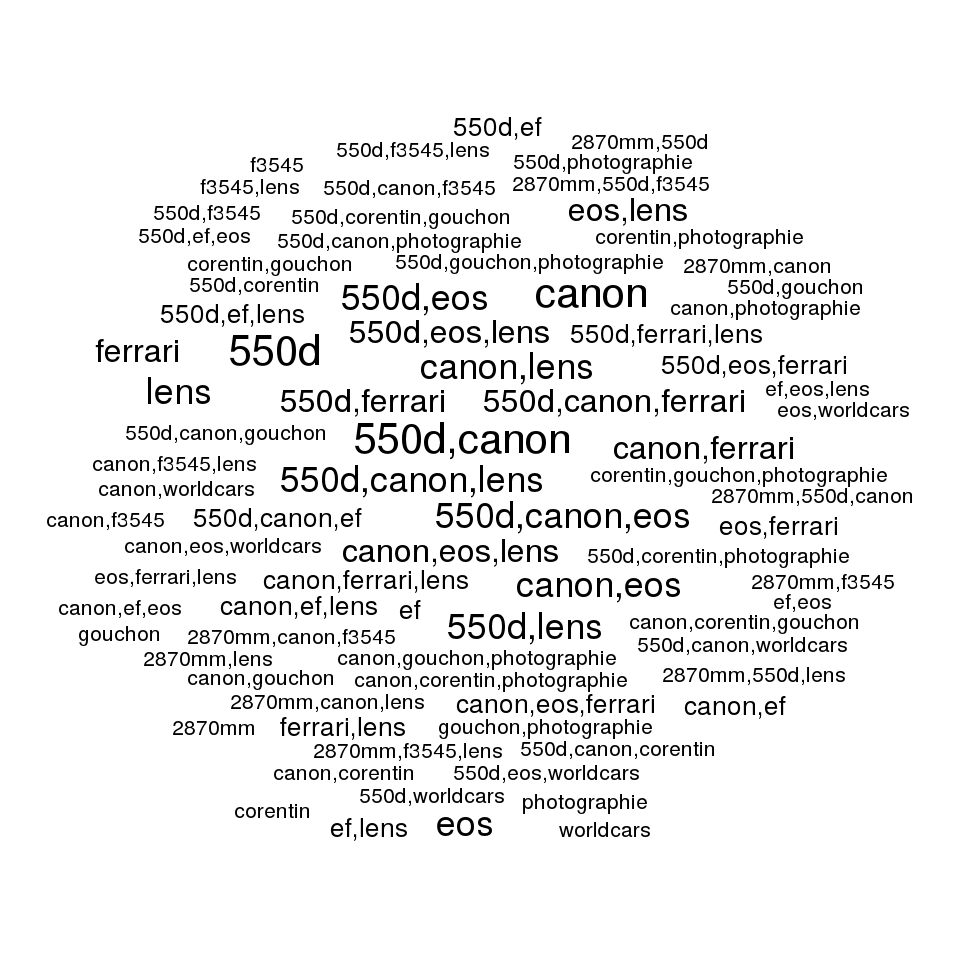 550d,ef
2870mm,550d
550d,f3545,lens
550d,photographie
f3545
2870mm,550d,f3545
f3545,lens
550d,canon,f3545
eos,lens
550d,f3545
550d,corentin,gouchon
550d,ef,eos
550d,canon,photographie
corentin,photographie
corentin,gouchon
550d,gouchon,photographie
2870mm,canon
550d,corentin
550d,eos
canon
550d,gouchon
canon,photographie
550d,ef,lens
550d,eos,lens
550d,ferrari,lens
ferrari
550d
canon,lens
550d,eos,ferrari
lens
550d,ferrari
550d,canon,ferrari
ef,eos,lens
eos,worldcars
550d,canon,gouchon
550d,canon
canon,ferrari
canon,f3545,lens
550d,canon,lens
corentin,gouchon,photographie
canon,worldcars
2870mm,550d,canon
canon,f3545
550d,canon,ef
550d,canon,eos
eos,ferrari
canon,eos,worldcars
canon,eos,lens
550d,corentin,photographie
eos,ferrari,lens
canon,ferrari,lens
canon,eos
2870mm,f3545
canon,ef,eos
canon,ef,lens
ef
ef,eos
gouchon
2870mm,canon,f3545
550d,lens
canon,corentin,gouchon
2870mm,lens
canon,gouchon,photographie
550d,canon,worldcars
canon,gouchon
canon,corentin,photographie
2870mm,550d,lens
2870mm,canon,lens
canon,eos,ferrari
canon,ef
2870mm
ferrari,lens
gouchon,photographie
2870mm,f3545,lens
550d,canon,corentin
canon,corentin
550d,eos,worldcars
550d,worldcars
photographie
corentin
ef,lens
eos
worldcars